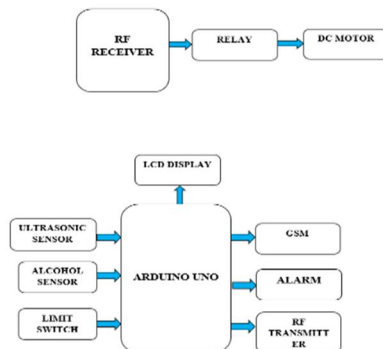 RF
RECEIVER
RELAY
DC MOTOR
LCD DISPLAY
ULTRASONIC
SENSOR
ALCOHOL
SENSOR
LIMIT
SWITCH
ARDUINO UNO
GSM
ALARM
RF
TRANSMITT
ER